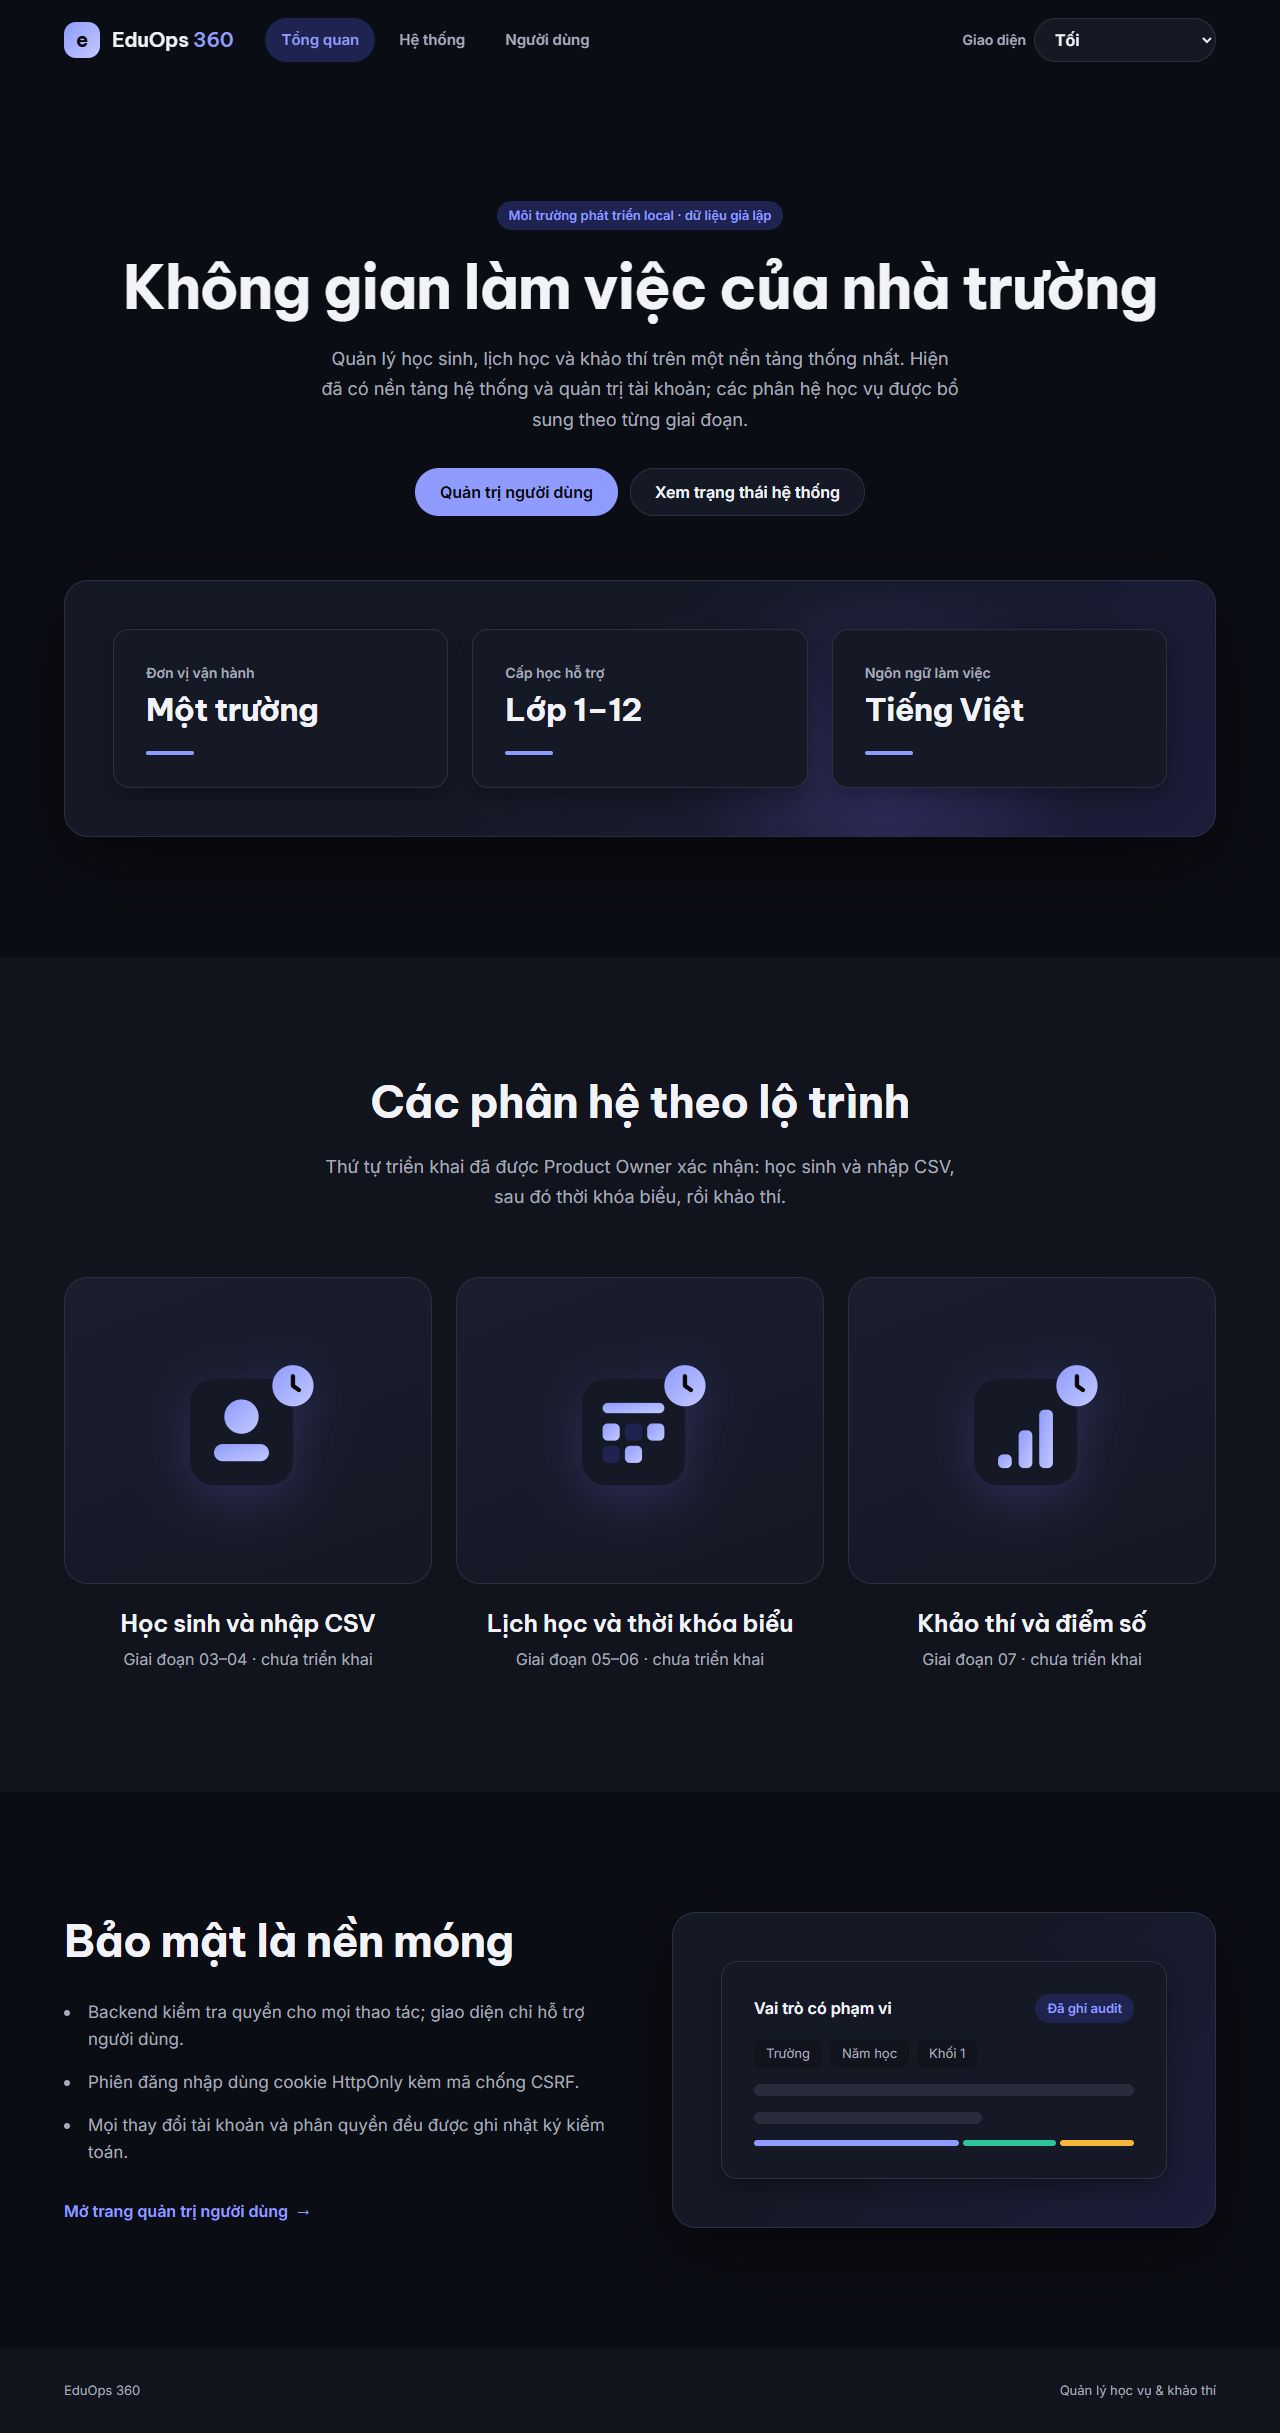 e EduOps 360 Tổng quan Hệ thống Người dùng Giao diện Tối
Môi trường phát triển local · dữ liệu giả lập
Không gian làm việc của nhà trường
Quản lý học sinh, lịch học và khảo thí trên một nền tảng thống nhất. Hiện
đã có nền tảng hệ thống và quản trị tài khoản; các phân hệ học vụ được bổ
sung theo từng giai đoạn.
Quản trị người dùng Xem trạng thái hệ thống
Đơn vị vận hành
Một trường
Cấp học hỗ trợ
Lớp 1–12
Ngôn ngữ làm việc
Tiếng Việt
Các phân hệ theo lộ trình
Thứ tự triển khai đã được Product Owner xác nhận: học sinh và nhập CSV,
sau đó thời khóa biểu, rồi khảo thí.
Học sinh và nhập CSV
Giai đoạn 03–04 · chưa triển khai
Lịch học và thời khóa biểu
Giai đoạn 05–06 · chưa triển khai
Khảo thí và điểm số
Giai đoạn 07 · chưa triển khai
Bảo mật là nền móng
• Backend kiểm tra quyền cho mọi thao tác; giao diện chỉ hỗ trợ
người dùng.
• Phiên đăng nhập dùng cookie HttpOnly kèm mã chống CSRF.
• Mọi thay đổi tài khoản và phân quyền đều được ghi nhật ký kiểm
toán.
Mở trang quản trị người dùng →
Vai trò có phạm vi Đã ghi audit
Trường Năm học Khối 1
EduOps 360 Quản lý học vụ & khảo thí